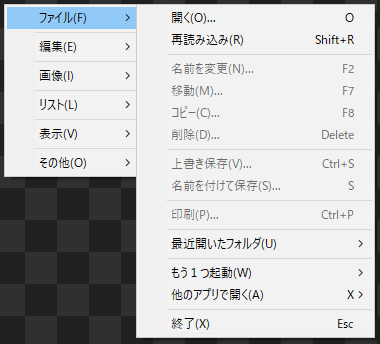 ファイル(F)
編集(E)
画像(I)
リスト(L)
表示(V)
その他(O)
開く(O)... O
再読み込み(R) Shift+R
名前を変更(N)... F2
移動(M)... F7
コピー(C)... F8
削除(D)... Delete
上書き保存(V)... Ctrl+S
名前を付けて保存(S)... S
印刷(P)... Ctrl+P
最近開いたフォルダ(U)
もう１つ起動(W)
他のアプリで開く(A) X
終了(X) Esc